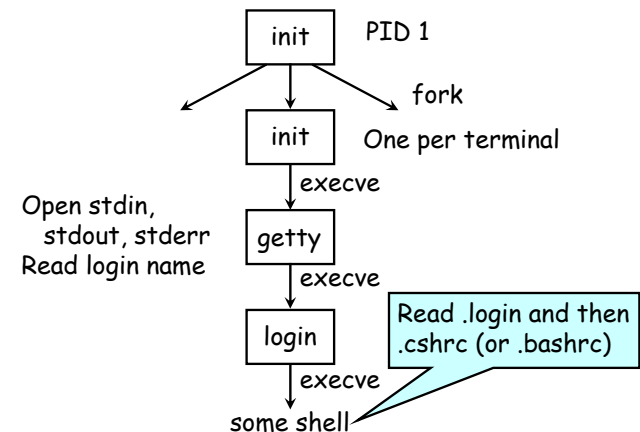 init
PID 1
fork
init
One per terminal
execve
Open stdin,
stdout, stderr
Read login name
getty
execve
login
Read .login and then
.cshrc (or .bashrc)
execve
some shell